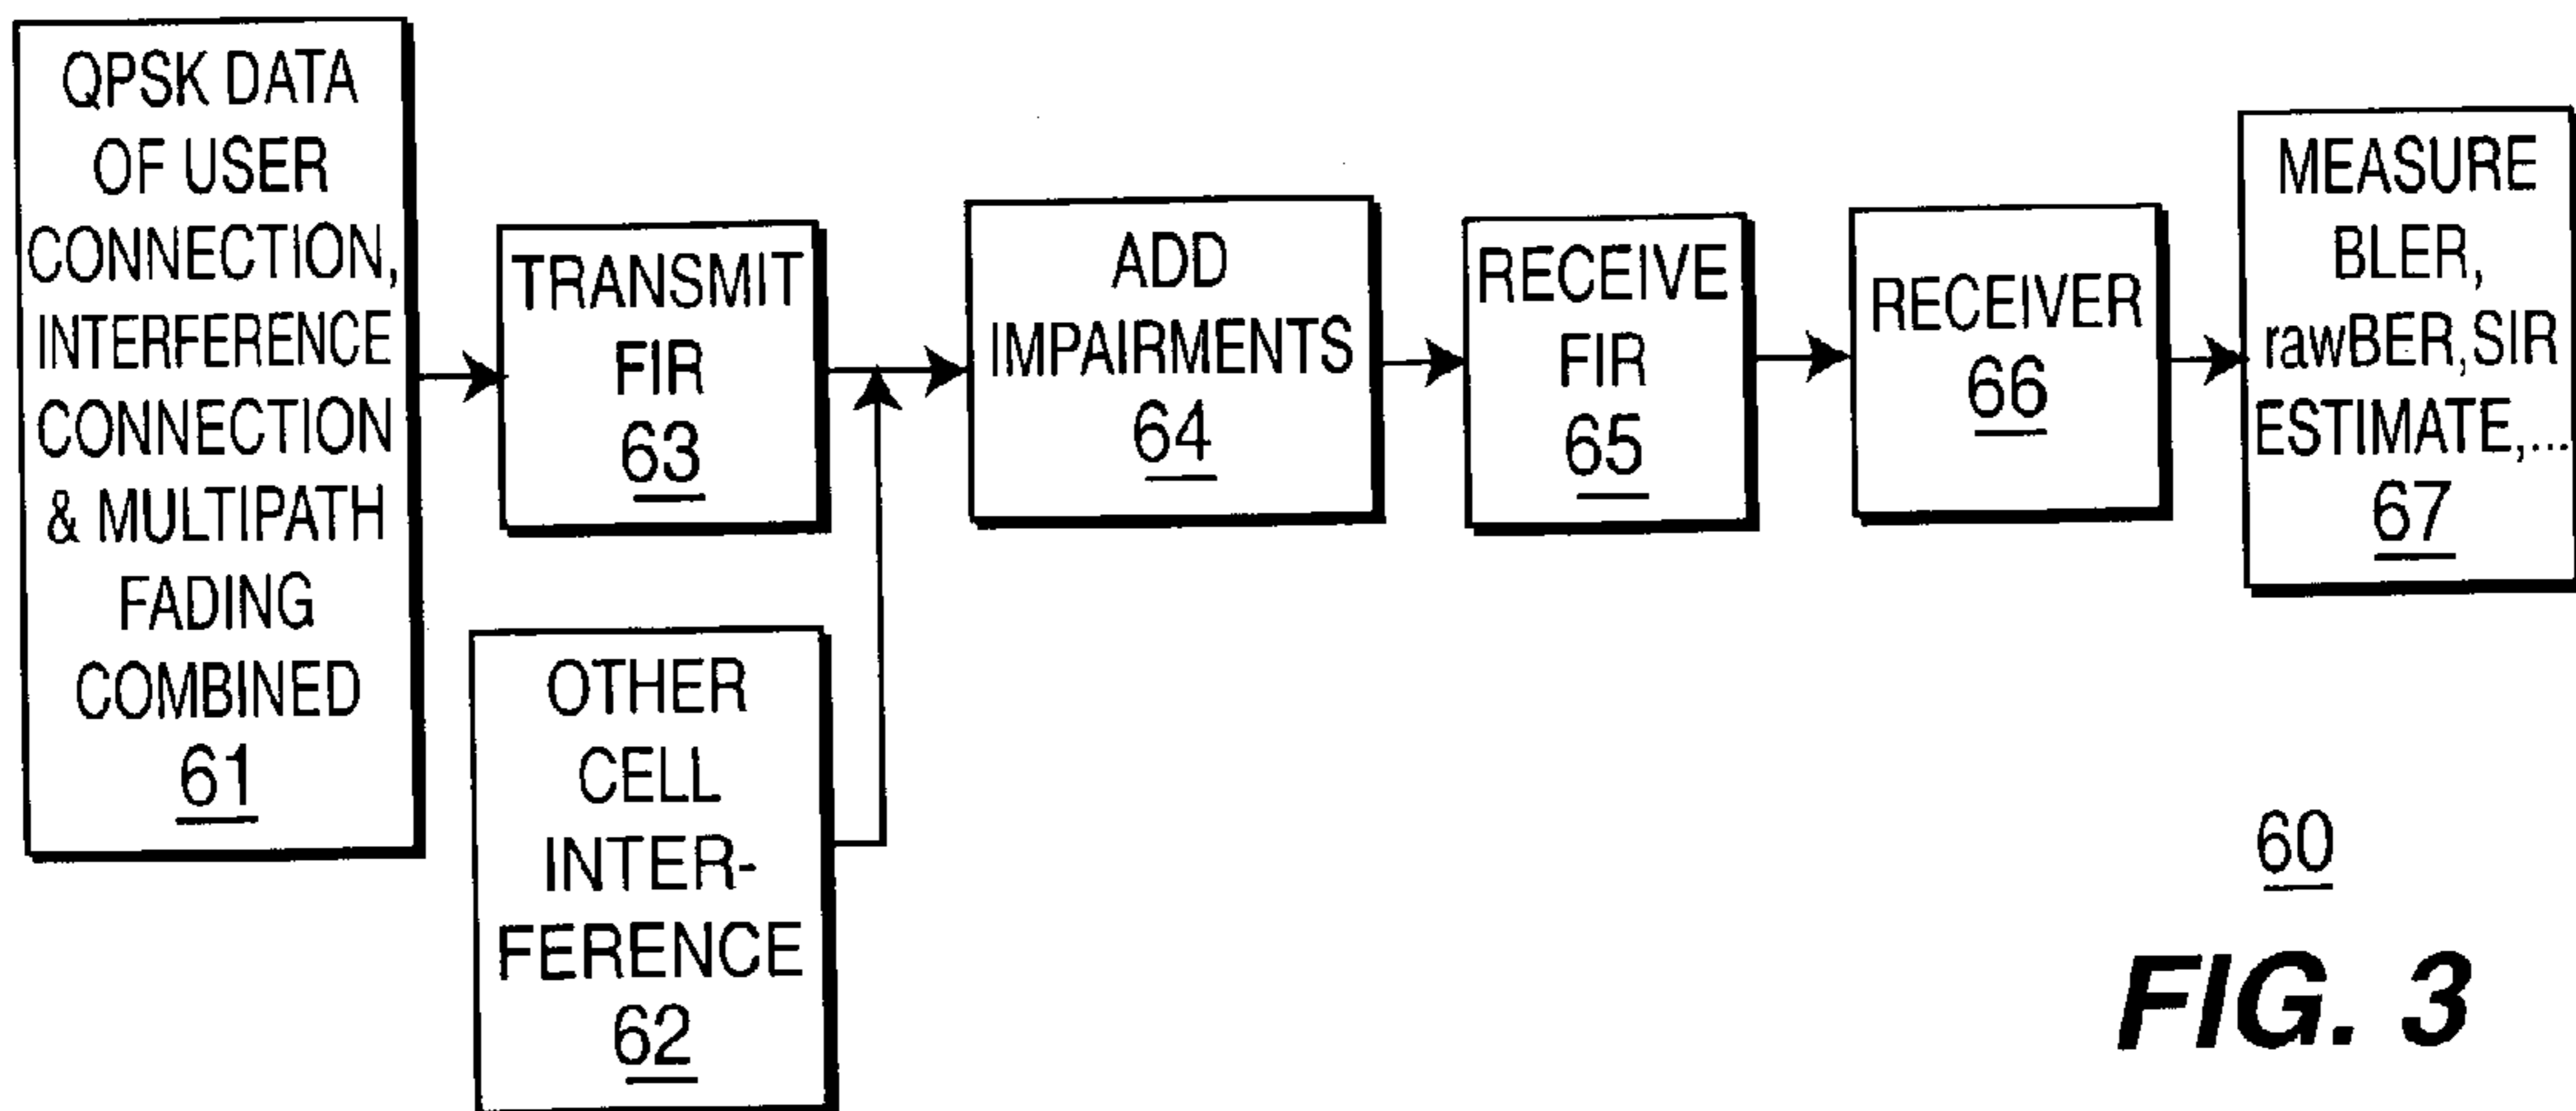 QPSK DATA
OF USER
CONNECTION,
INTERFERENCE
CONNECTION
& MULTIPATH
FADING
COMBINED
61
TRANSMIT
FIR
63
OTHER
CELL
INTER-
FERENCE
62
ADD
IMPAIRMENTS
64
RECEIVE
FIR
65
RECEIVER
66
MEASURE
BLER,
rawBER,SIR
ESTIMATE,...
67
60
FIG. 3